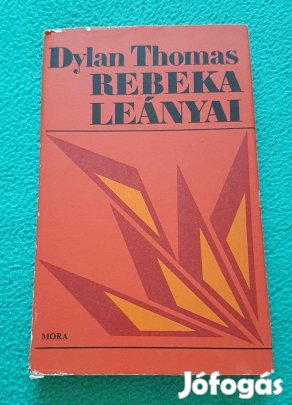 Dylan Thomas
REBEKA
LEÁNYAI
MÓRA
Jófogás